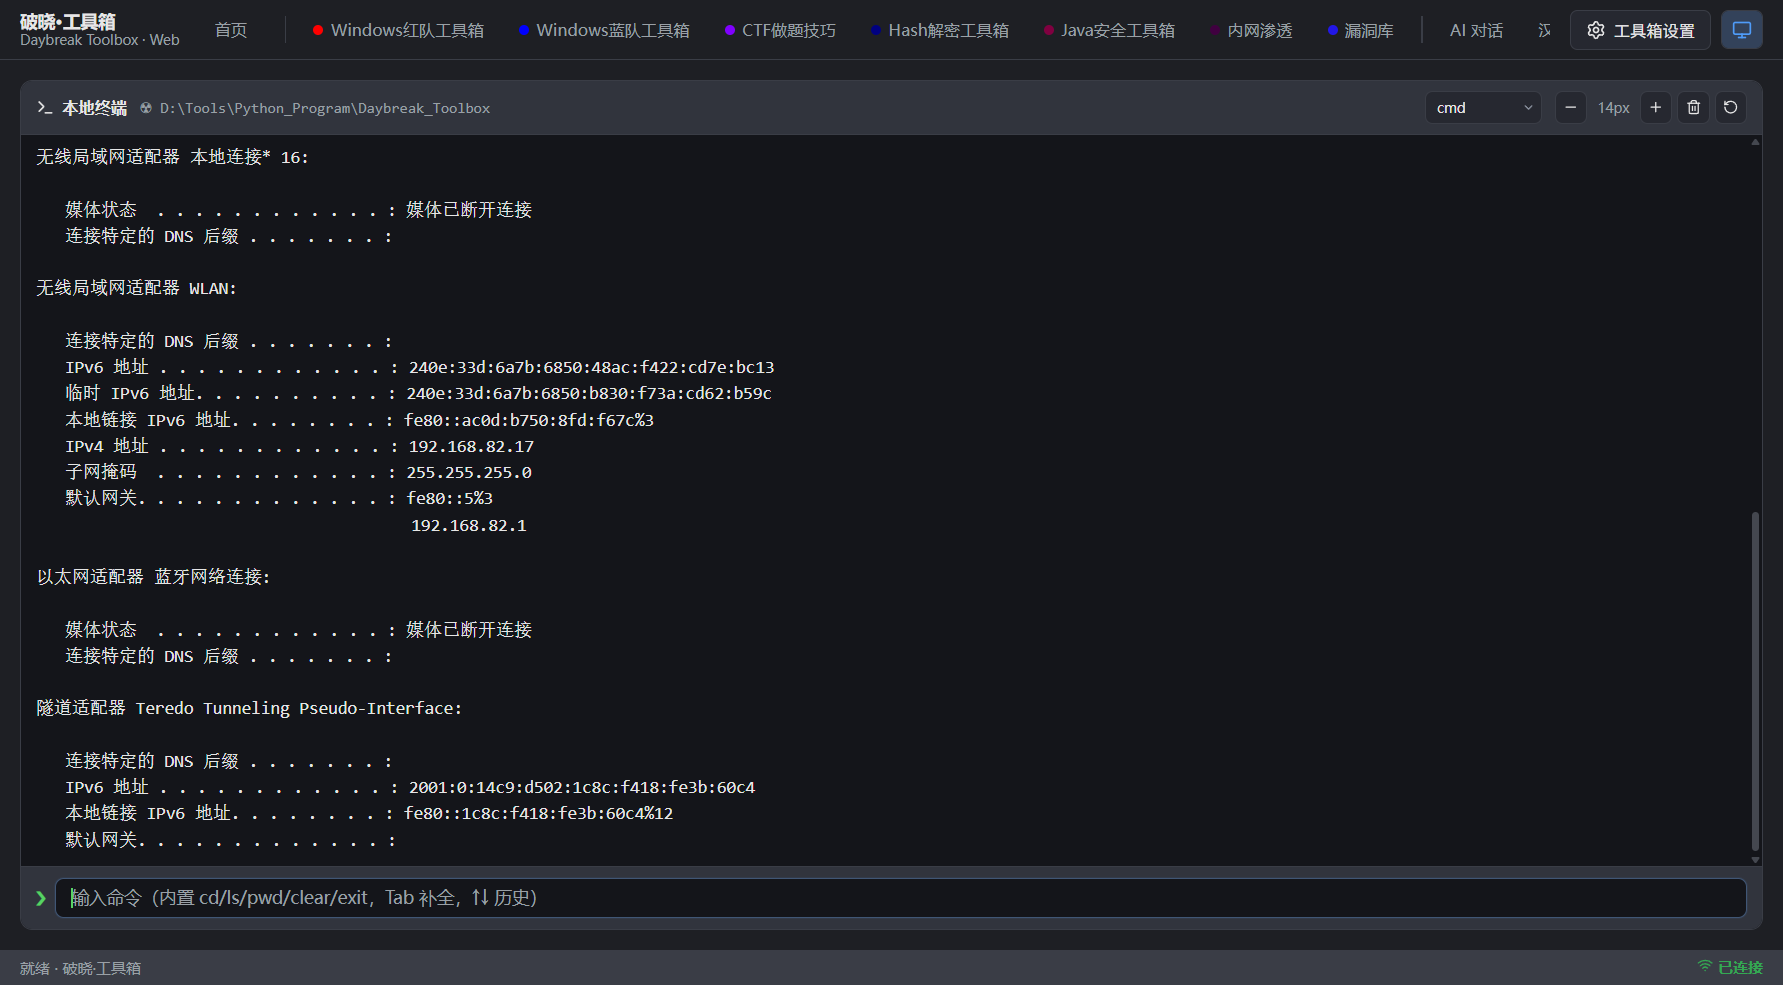 破晓•工具箱
Daybreak Toolbox · Web
首页
Windows红队工具箱
Windows蓝队工具箱
CTF做题技巧
Hash解密工具箱
Java安全工具箱
内网渗透
漏洞库
AI 对话
工具箱设置
本地终端 D:\Tools\Python_Program\Daybreak_Toolbox
cmd
14px
无线局域网适配器 本地连接* 16:
媒体状态  . . . . . . . . . . . . : 媒体已断开连接
连接特定的 DNS 后缀 . . . . . . . :
无线局域网适配器 WLAN:
连接特定的 DNS 后缀 . . . . . . . :
IPv6 地址 . . . . . . . . . . . . : 240e:33d:6a7b:6850:48ac:f422:cd7e:bc13
临时 IPv6 地址. . . . . . . . . . : 240e:33d:6a7b:6850:b830:f73a:cd62:b59c
本地链接 IPv6 地址. . . . . . . . : fe80::ac0d:b750:8fd:f67c%3
IPv4 地址 . . . . . . . . . . . . : 192.168.82.17
子网掩码  . . . . . . . . . . . . : 255.255.255.0
默认网关. . . . . . . . . . . . . : fe80::5%3
192.168.82.1
以太网适配器 蓝牙网络连接:
媒体状态  . . . . . . . . . . . . : 媒体已断开连接
连接特定的 DNS 后缀 . . . . . . . :
隧道适配器 Teredo Tunneling Pseudo-Interface:
连接特定的 DNS 后缀 . . . . . . . :
IPv6 地址 . . . . . . . . . . . . : 2001:0:14c9:d502:1c8c:f418:fe3b:60c4
本地链接 IPv6 地址. . . . . . . . : fe80::1c8c:f418:fe3b:60c4%12
默认网关. . . . . . . . . . . . . :
输入命令（内置 cd/ls/pwd/clear/exit，Tab 补全，↑↓ 历史）
就绪 · 破晓·工具箱
已连接